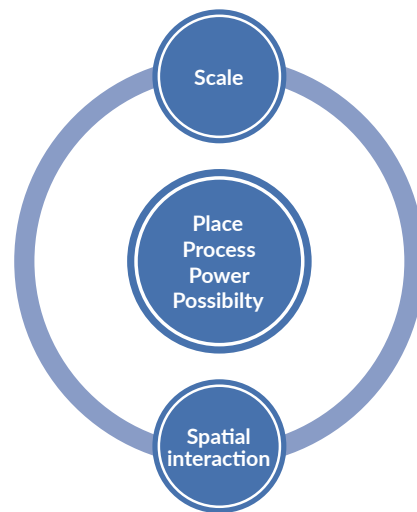 Scale
Place
Process
Power
Possibilty
Spatial
interaction